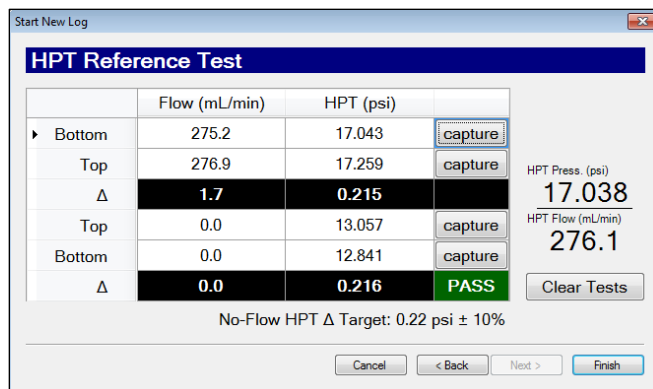 Start New Log
HPT Reference Test
Flow (mL/min) HPT (psi)
Bottom 275.2 17.043 capture
Top 276.9 17.259 capture
Δ 1.7 0.215
Top 0.0 13.057 capture
Bottom 0.0 12.841 capture
Δ 0.0 0.216 PASS
HPT Press. (psi)
17.038
HPT Flow (mL/min)
276.1
Clear Tests
No-Flow HPT Δ Target: 0.22 psi ± 10%
Cancel < Back Next > Finish